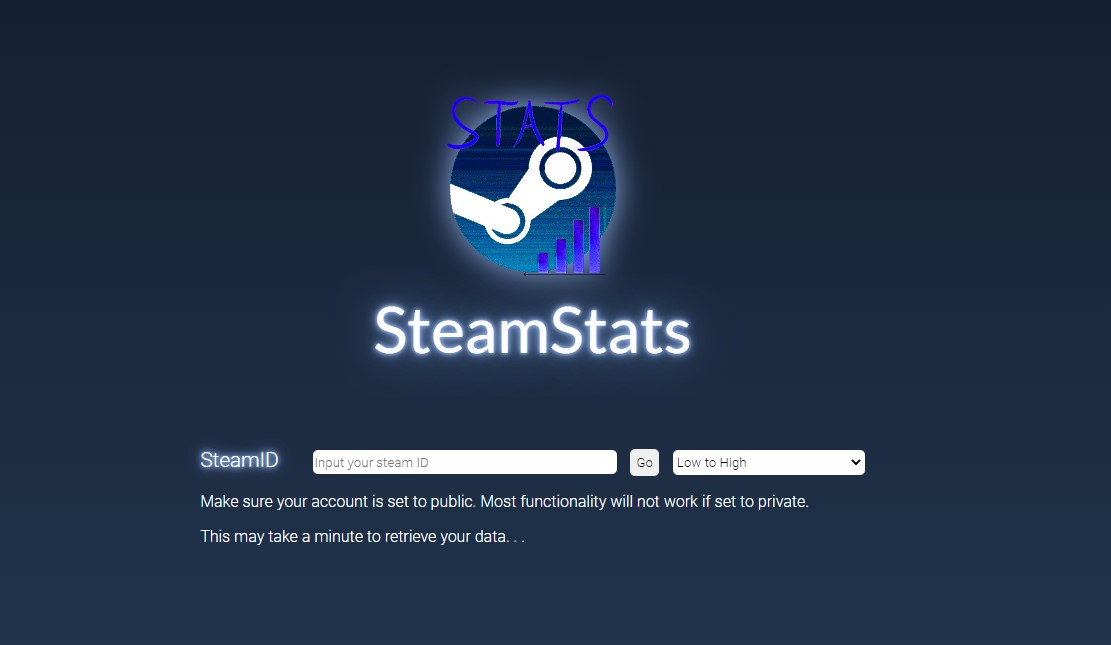 STATS
SteamStats
SteamID Input your steam ID Go Low to High
Make sure your account is set to public. Most functionality will not work if set to private.
This may take a minute to retrieve your data. . .